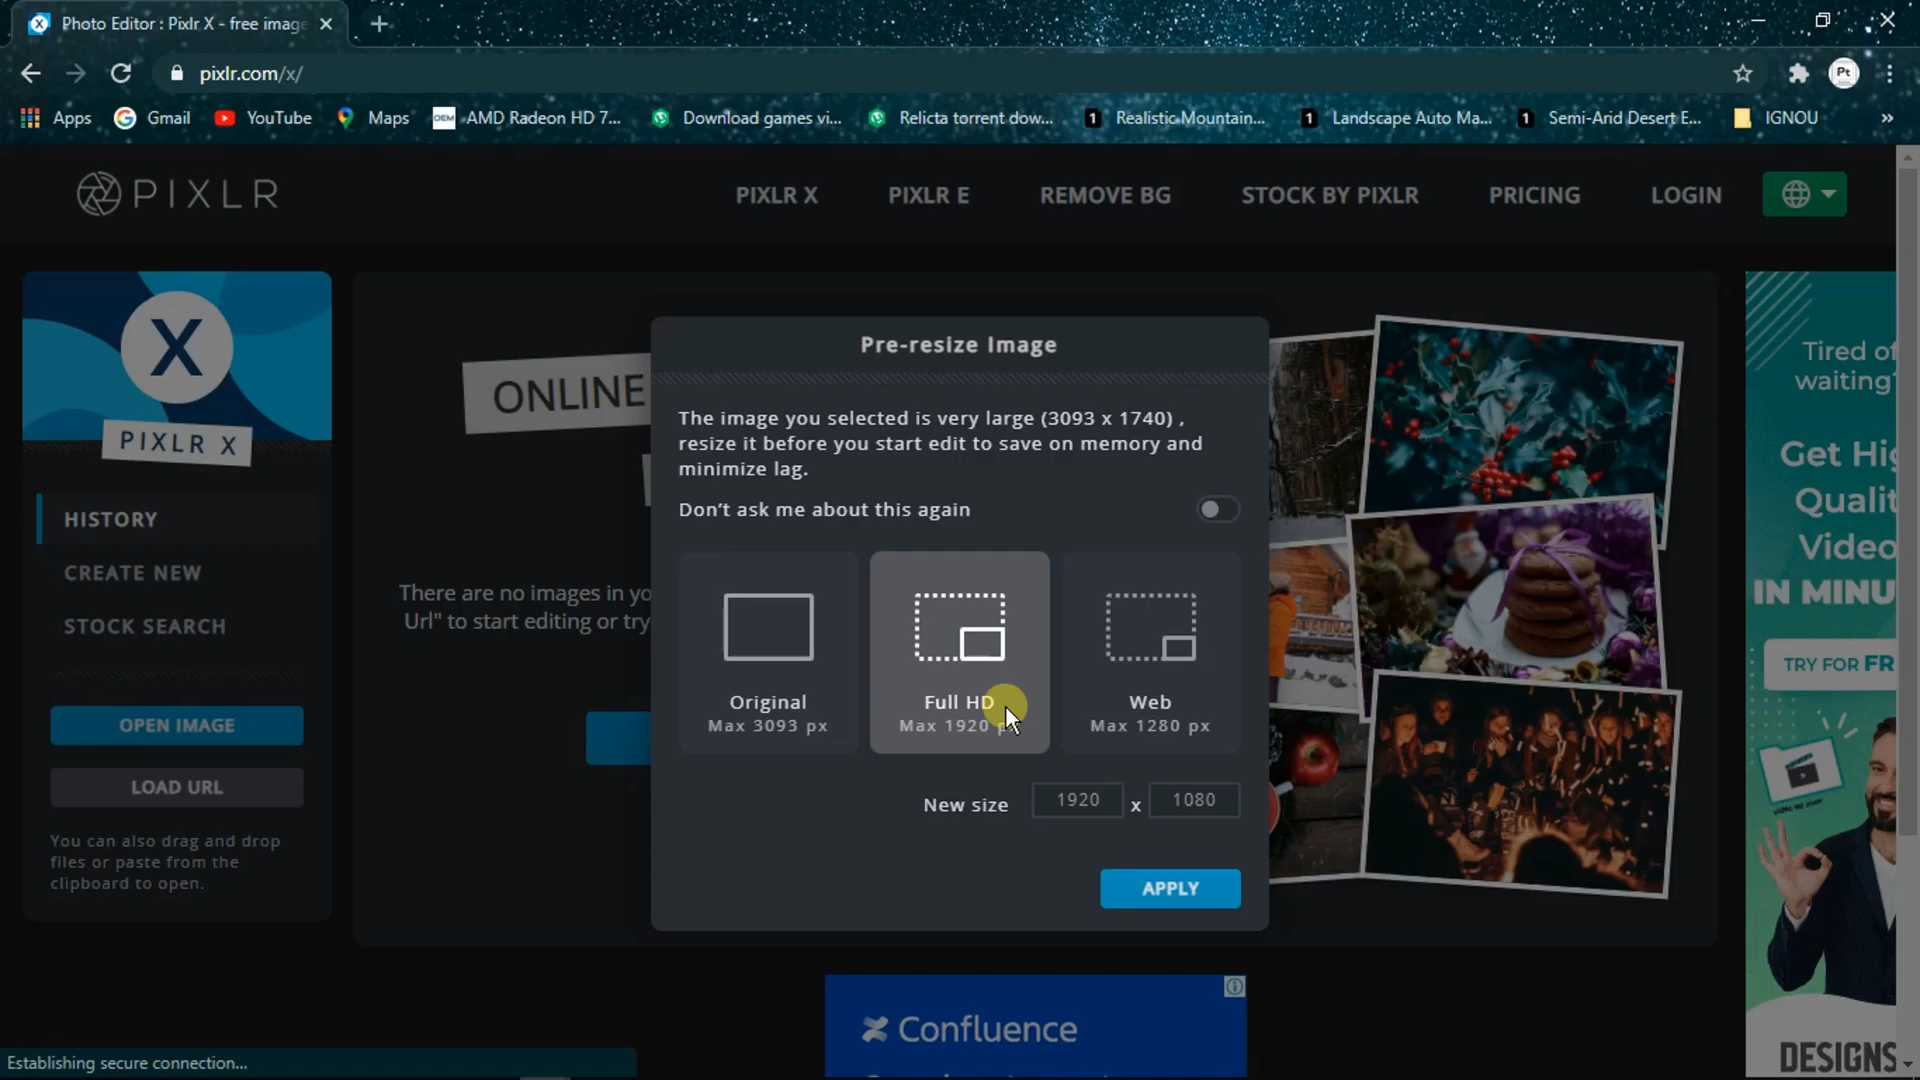 Photo Editor : Pixlr X - free image
pixlr.com/x/
Apps
Gmail
YouTube
Maps
OEM
AMD Radeon HD 7...
Download games vi...
Relicta torrent dow...
1
Realistic Mountain...
1
Landscape Auto Ma...
1
Semi-Arid Desert E...
IGNOU
»
Pt
PIXLR
PIXLR X
PIXLR E
REMOVE BG
STOCK BY PIXLR
PRICING
LOGIN
X
PIXLR X
HISTORY
CREATE NEW
STOCK SEARCH
OPEN IMAGE
LOAD URL
You can also drag and drop
files or paste from the
clipboard to open.
ONLINE
There are no images in yo
Url" to start editing or try
Pre-resize Image
The image you selected is very large (3093 x 1740) ,
resize it before you start edit to save on memory and
minimize lag.
Don't ask me about this again
Original
Max 3093 px
Full HD
Max 1920 p
Web
Max 1280 px
New size 1920 x 1080
APPLY
Tired of
waiting?
Get Hig
Qualit
Video
IN MINU
TRY FOR FR
DESIGNS
Confluence
Establishing secure connection...